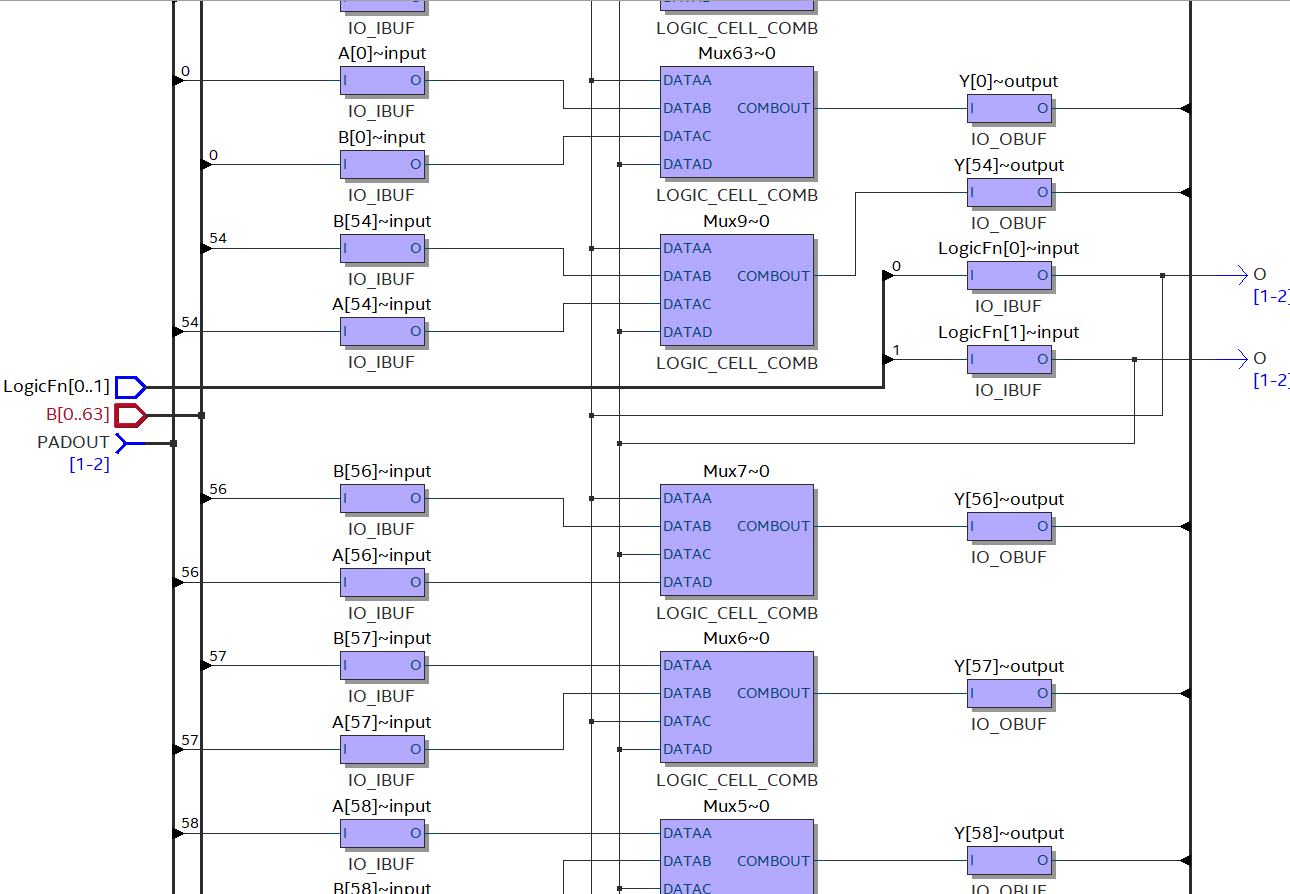 IO_IBUF
LOGIC_CELL_COMB
A[0]~input
0
I O
IO_IBUF
B[0]~input
0
I O
IO_IBUF
Mux63~0
DATAA
DATAB COMBOUT
DATAC
DATAD
LOGIC_CELL_COMB
Y[0]~output
I O
IO_OBUF
B[54]~input
54
I O
IO_IBUF
A[54]~input
54
I O
IO_IBUF
Mux9~0
DATAA
DATAB COMBOUT
DATAC
DATAD
LOGIC_CELL_COMB
Y[54]~output
I O
IO_OBUF
LogicFn[0]~input
0
I O
IO_IBUF
O
[1-2]
LogicFn[1]~input
1
I O
IO_IBUF
O
[1-2]
LogicFn[0..1]
B[0..63]
PADOUT
[1-2]
B[56]~input
56
I O
IO_IBUF
A[56]~input
56
I O
IO_IBUF
Mux7~0
DATAA
DATAB COMBOUT
DATAC
DATAD
LOGIC_CELL_COMB
Y[56]~output
I O
IO_OBUF
B[57]~input
57
I O
IO_IBUF
A[57]~input
57
I O
IO_IBUF
Mux6~0
DATAA
DATAB COMBOUT
DATAC
DATAD
LOGIC_CELL_COMB
Y[57]~output
I O
IO_OBUF
A[58]~input
58
I O
IO_IBUF
B[58]~input
Mux5~0
DATAA
DATAB COMBOUT
DATAC
Y[58]~output
I O
IO_OBUF